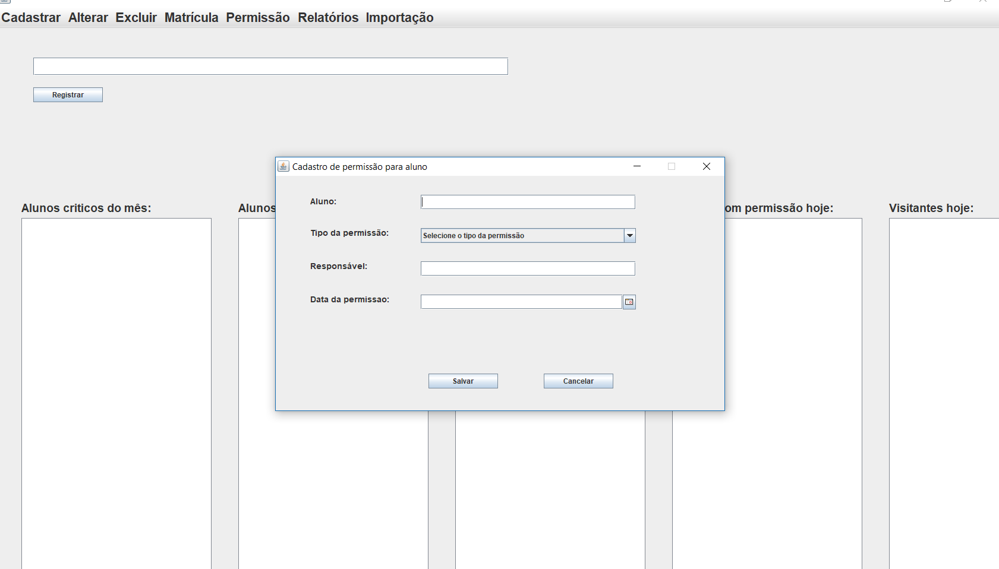 Cadastrar Alterar Excluir Matrícula Permissão Relatórios Importação
Registrar
Cadastro de permissão para aluno
Aluno:
Tipo da permissão:
Selecione o tipo da permissão
Responsável:
Data da permissao:
Salvar
Cancelar
Alunos criticos do mês:
Alunos
om permissão hoje:
Visitantes hoje: